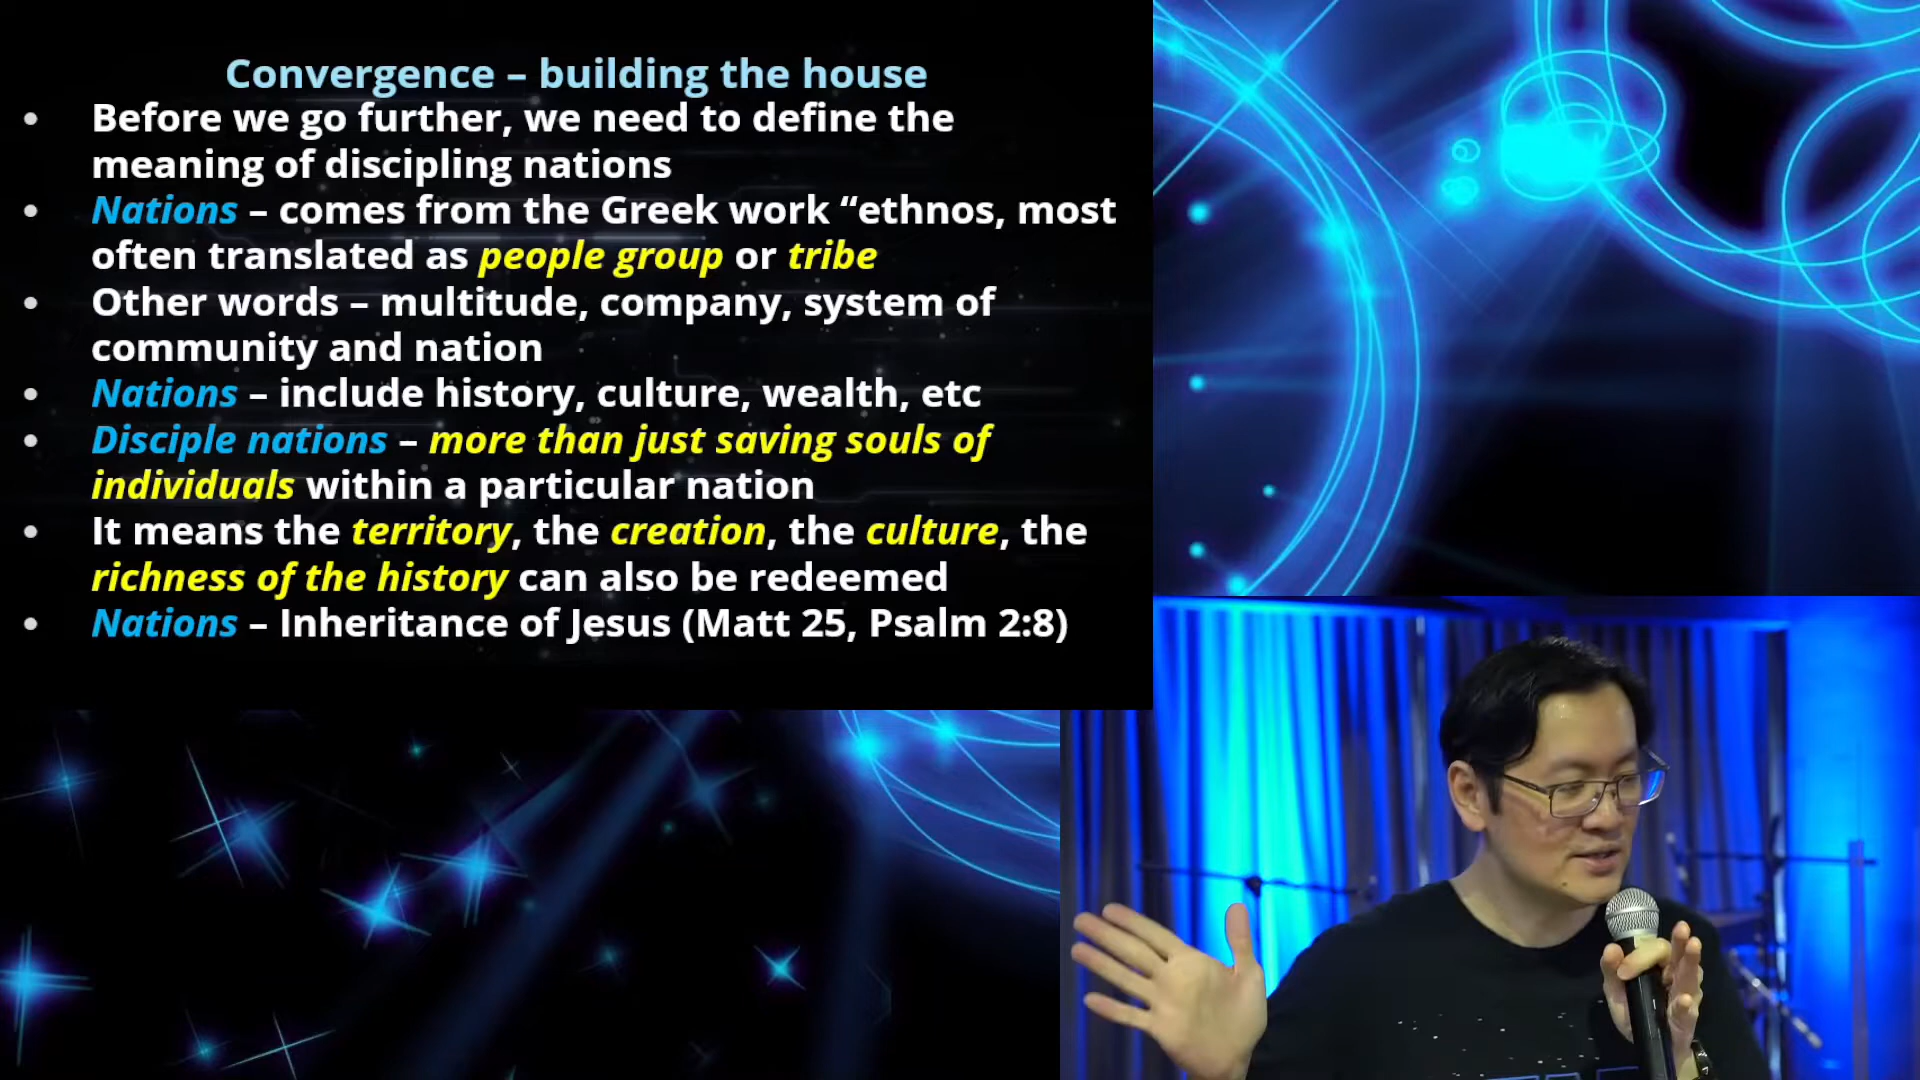 Convergence – building the house
• Before we go further, we need to define the
meaning of discipling nations
• Nations – comes from the Greek work “ethnos, most
often translated as people group or tribe
• Other words – multitude, company, system of
community and nation
• Nations – include history, culture, wealth, etc
• Disciple nations – more than just saving souls of
individuals within a particular nation
• It means the territory, the creation, the culture, the
richness of the history can also be redeemed
• Nations – Inheritance of Jesus (Matt 25, Psalm 2:8)